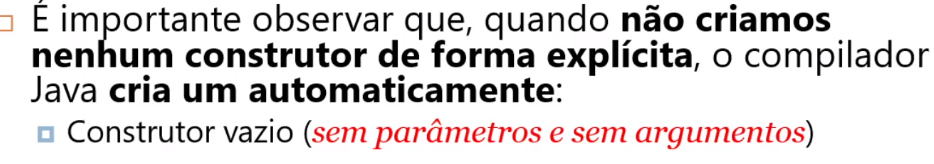 É importante observar que, quando não criamos
nenhum construtor de forma explícita, o compilador
Java cria um automaticamente:
Construtor vazio (sem parâmetros e sem argumentos)